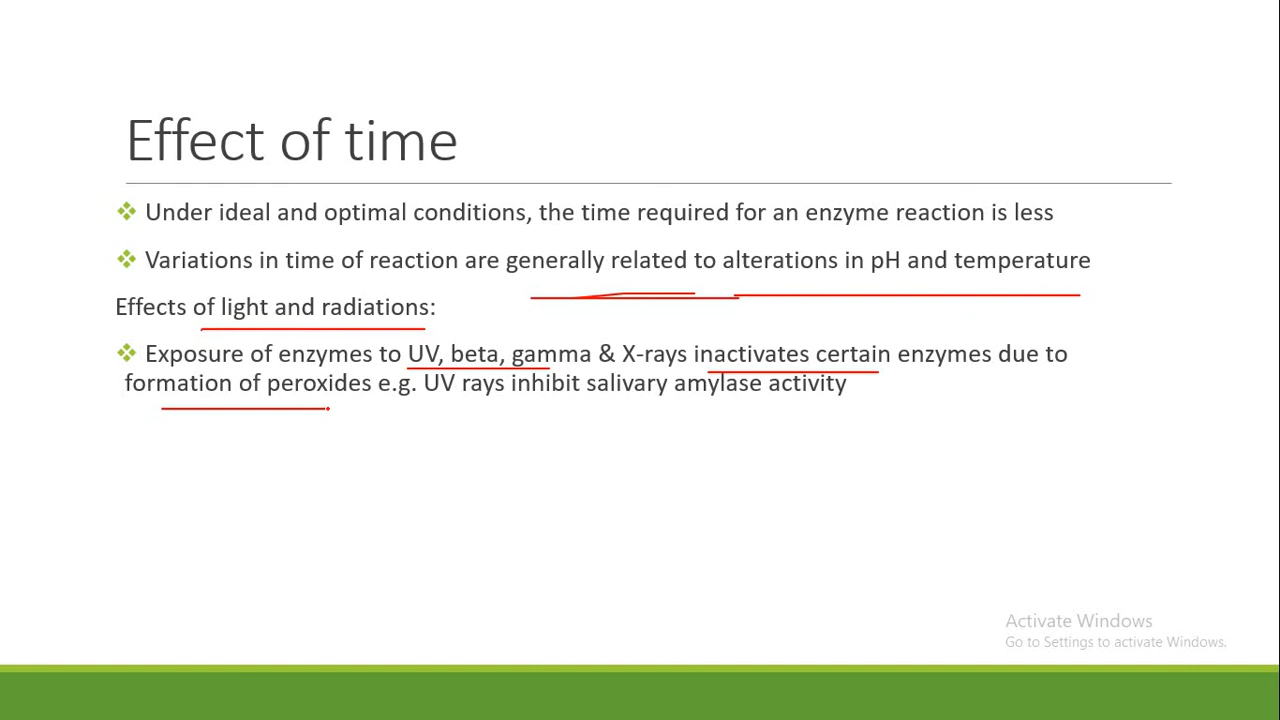 Effect of time
❖ Under ideal and optimal conditions, the time required for an enzyme reaction is less
❖ Variations in time of reaction are generally related to alterations in pH and temperature
Effects of light and radiations:
❖ Exposure of enzymes to UV, beta, gamma & X-rays inactivates certain enzymes due to
formation of peroxides e.g. UV rays inhibit salivary amylase activity
Activate Windows
Go to Settings to activate Windows.